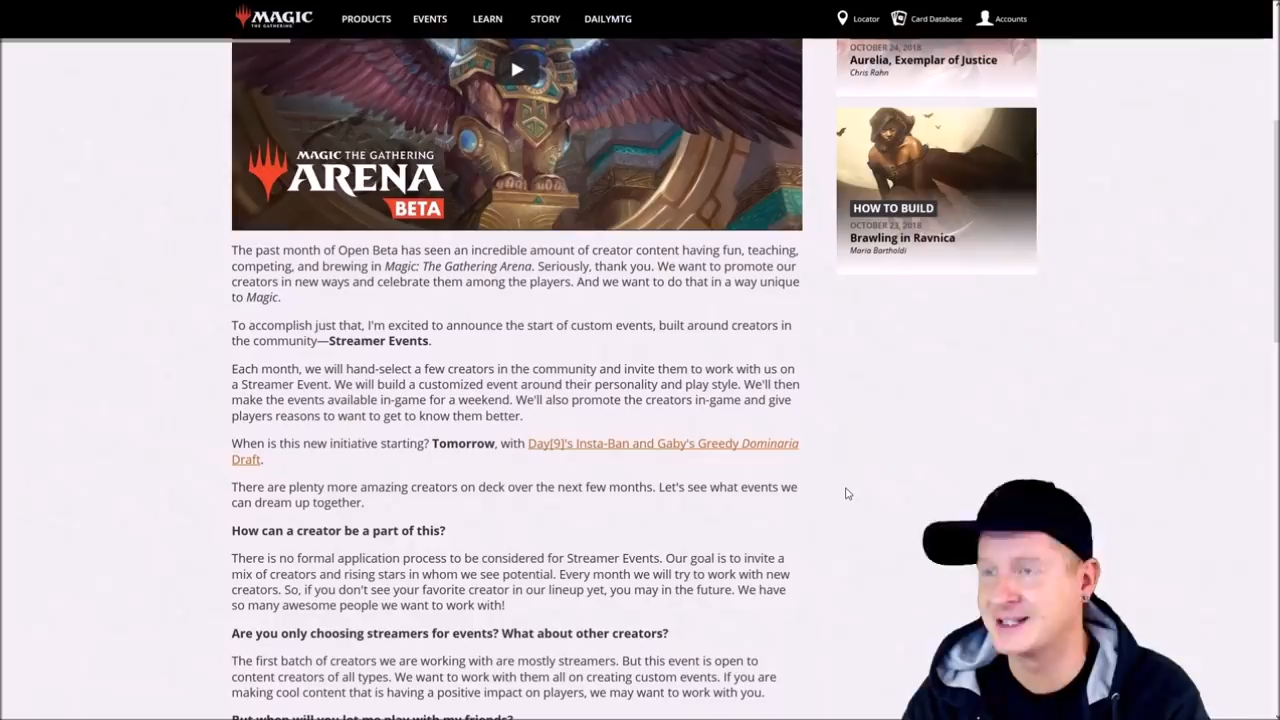 MAGIC
THE GATHERING
PRODUCTS
EVENTS
LEARN
STORY
DAILYMTG
Locator
Card Database
Accounts
MAGIC THE GATHERING
ARENA
BETA
The past month of Open Beta has seen an incredible amount of creator content having fun, teaching,
competing, and brewing in Magic: The Gathering Arena. Seriously, thank you. We want to promote our
creators in new ways and celebrate them among the players. And we want to do that in a way unique
to Magic.
To accomplish just that, I'm excited to announce the start of custom events, built around creators in
the community—Streamer Events.
Each month, we will hand-select a few creators in the community and invite them to work with us on
a Streamer Event. We will build a customized event around their personality and play style. We'll then
make the events available in-game for a weekend. We'll also promote the creators in-game and give
players reasons to want to get to know them better.
When is this new initiative starting? Tomorrow, with Day[9]'s Insta-Ban and Gaby's Greedy Dominaria
Draft.
There are plenty more amazing creators on deck over the next few months. Let's see what events we
can dream up together.
How can a creator be a part of this?
There is no formal application process to be considered for Streamer Events. Our goal is to invite a
mix of creators and rising stars in whom we see potential. Every month we will try to work with new
creators. So, if you don't see your favorite creator in our lineup yet, you may in the future. We have
so many awesome people we want to work with!
Are you only choosing streamers for events? What about other creators?
The first batch of creators we are working with are mostly streamers. But this event is open to
content creators of all types. We want to work with them all on creating custom events. If you are
making cool content that is having a positive impact on players, we may want to work with you.
But when will you let me play with my friends?
OCTOBER 24, 2018
Aurelia, Exemplar of Justice
Chris Rahn
HOW TO BUILD
OCTOBER 23, 2018
Brawling in Ravnica
Maria Bartholdi